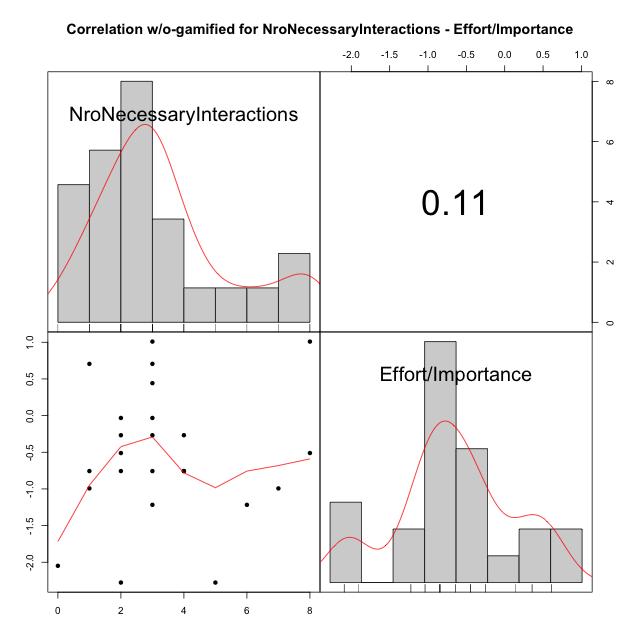 Correlation w/o-gamified for NroNecessaryInteractions - Effort/Importance
-2.0 -1.5 -1.0 -0.5 0.0 0.5 1.0
NroNecessaryInteractions
0.11
8
6
4
2
0
1.0
0.5
0.0
-0.5
-1.0
-1.5
-2.0
Effort/Importance
0 2 4 6 8